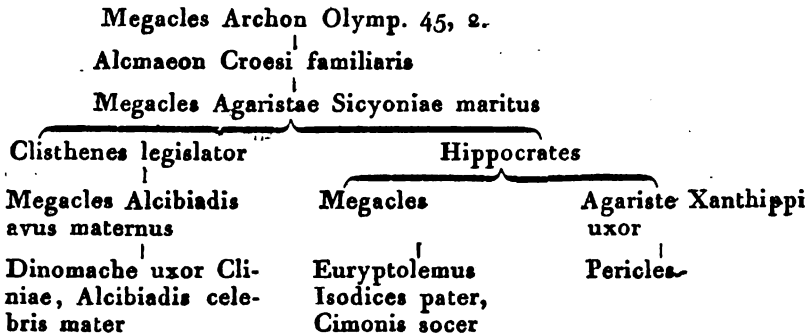 Megacles Archon Olymp. 45, 2.
Alcmaeon Croesi familiaris
Megacles Agaristae Sicyoniae maritus
Clisthenes legislator
Hippocrates
Megacles Alcibiadis
avus maternus
Megacles
Agariste Xanthippi
uxor
Dinomache uxor Cli-
niae, Alcibiadis cele-
bris mater
Euryptolemus
Isodices pater,
Cimonis socer
Pericles